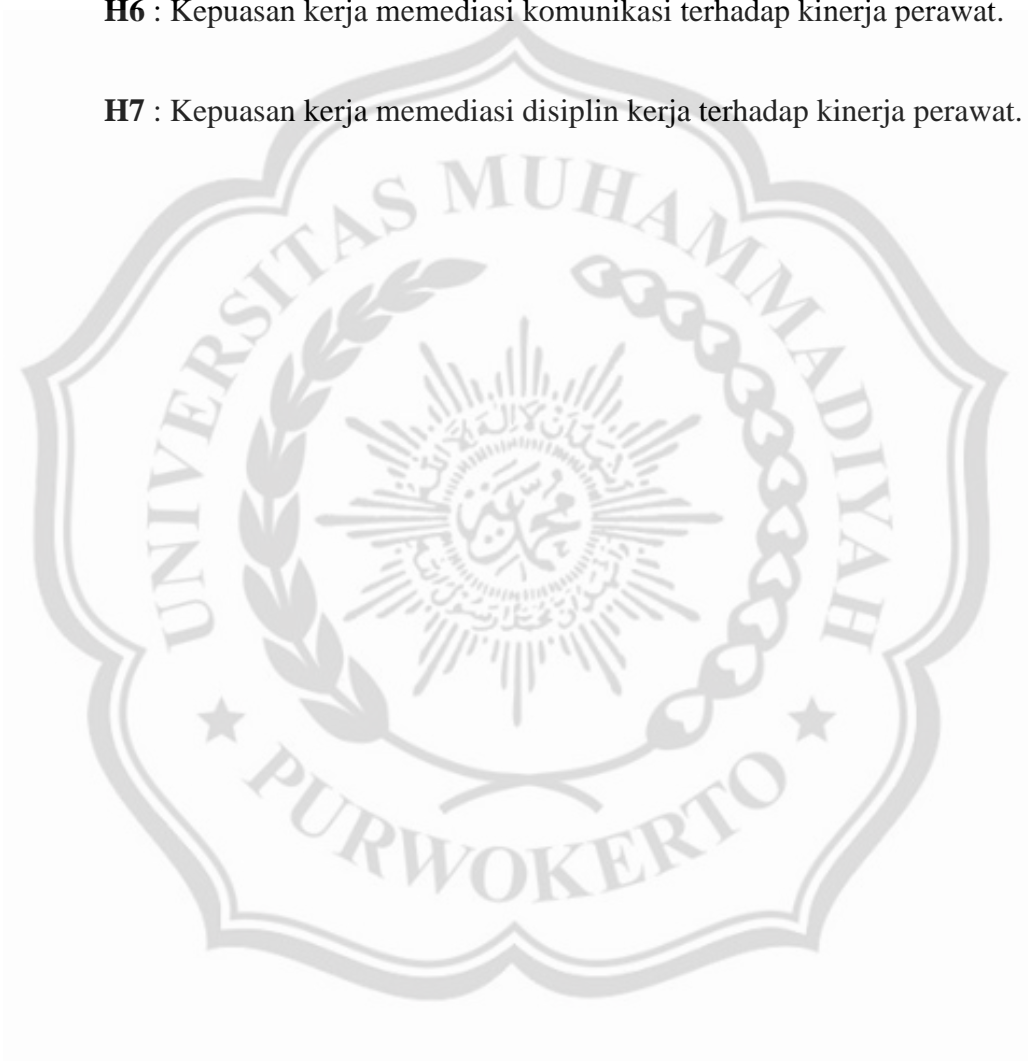 H6 : Kepuasan kerja memediasi komunikasi terhadap kinerja perawat.
H7 : Kepuasan kerja memediasi disiplin kerja terhadap kinerja perawat.
UNIVERSITAS MUHAMMADIYAH
PURWOKERTO